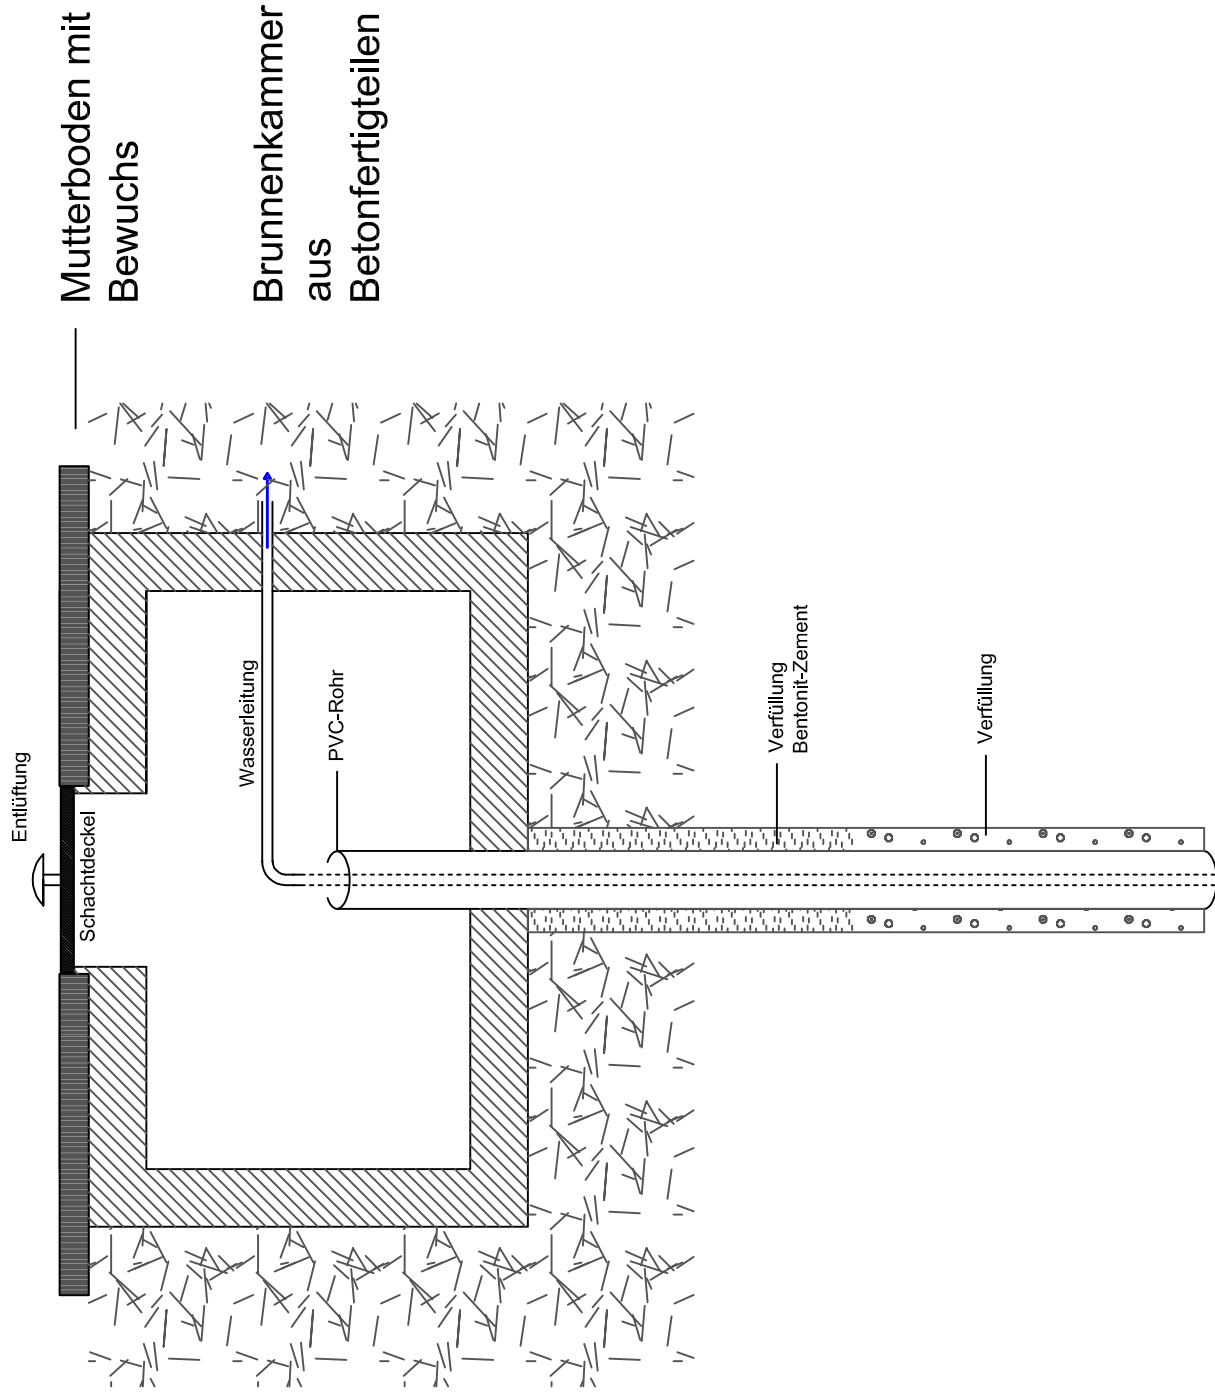 Mutterboden mit
Bewuchs
Brunnenkammer
aus
Betonfertigteilen
Entlüftung
Schachtdeckel
Wasserleitung
PVC-Rohr
Verfüllung
Bentonit-Zement
Verfüllung